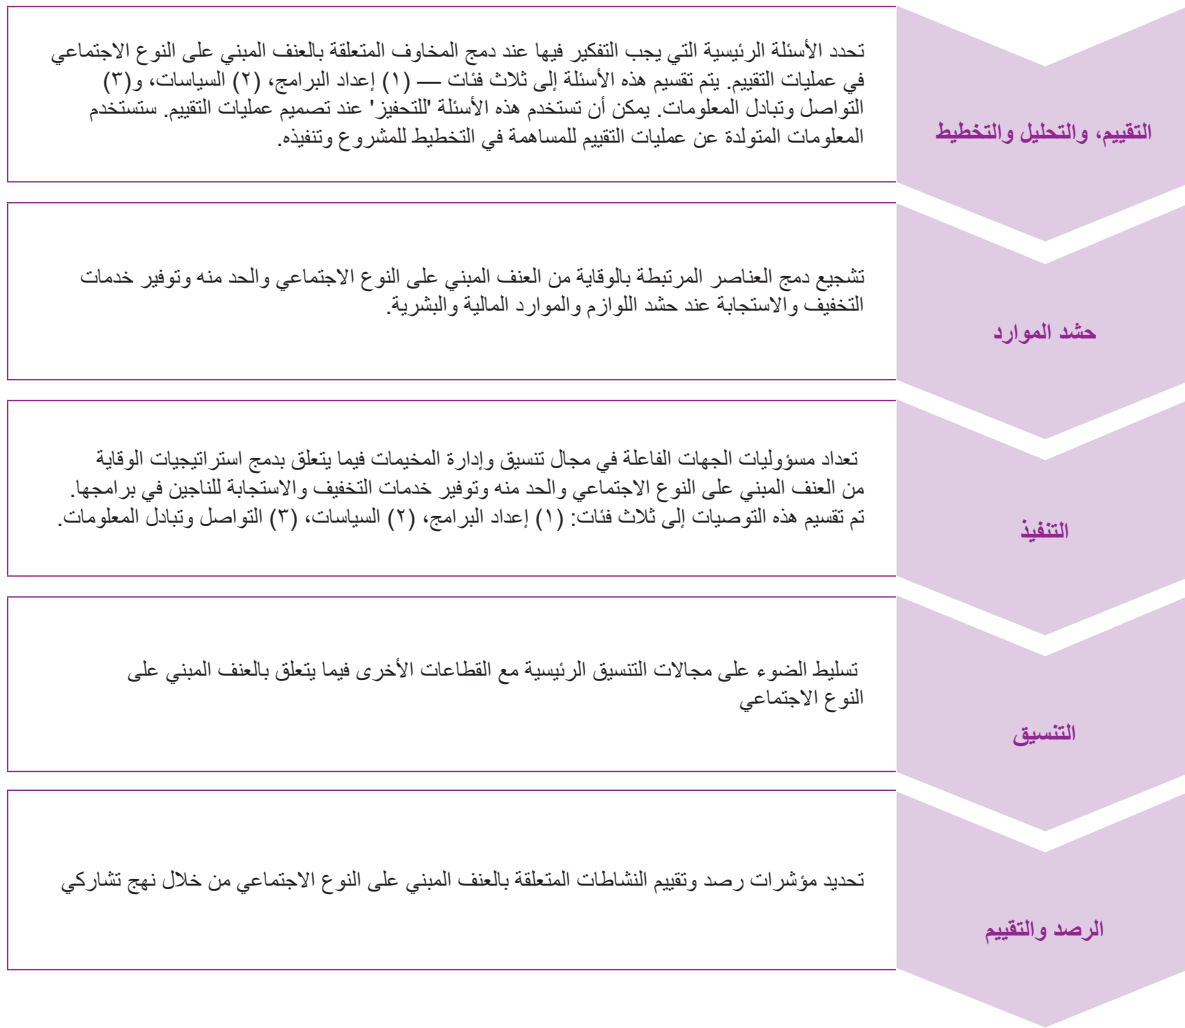 التقييم، والتحليل والتخطيط
تحدد الأسئلة الرئيسية التي يجب التفكير فيها عند دمج المخاوف المتعلقة بالعنف المبني على النوع الاجتماعي
في عمليات التقييم. يتم تقسيم هذه الأسئلة إلى ثلاث فئات — (١) إعداد البرامج، (٢) السياسات، و(٣)
التواصل وتبادل المعلومات. يمكن أن تستخدم هذه الأسئلة 'للتحفيز' عند تصميم عمليات التقييم. ستستخدم
المعلومات المتولدة عن عمليات التقييم للمساهمة في التخطيط للمشروع وتنفيذه.
حشد الموارد
تشجيع دمج العناصر المرتبطة بالوقاية من العنف المبني على النوع الاجتماعي والحد منه وتوفير خدمات
التخفيف والاستجابة عند حشد اللوازم والموارد المالية والبشرية.
التنفيذ
تعداد مسؤوليات الجهات الفاعلة في مجال تنسيق وإدارة المخيمات فيما يتعلق بدمج استراتيجيات الوقاية
من العنف المبني على النوع الاجتماعي والحد منه وتوفير خدمات التخفيف والاستجابة للناجين في برامجها.
تم تقسيم هذه التوصيات إلى ثلاث فئات: (١) إعداد البرامج، (٢) السياسات، (٣) التواصل وتبادل المعلومات.
التنسيق
تسليط الضوء على مجالات التنسيق الرئيسية مع القطاعات الأخرى فيما يتعلق بالعنف المبني على
النوع الاجتماعي
الرصد والتقييم
تحديد مؤشرات رصد وتقييم النشاطات المتعلقة بالعنف المبني على النوع الاجتماعي من خلال نهج تشاركي